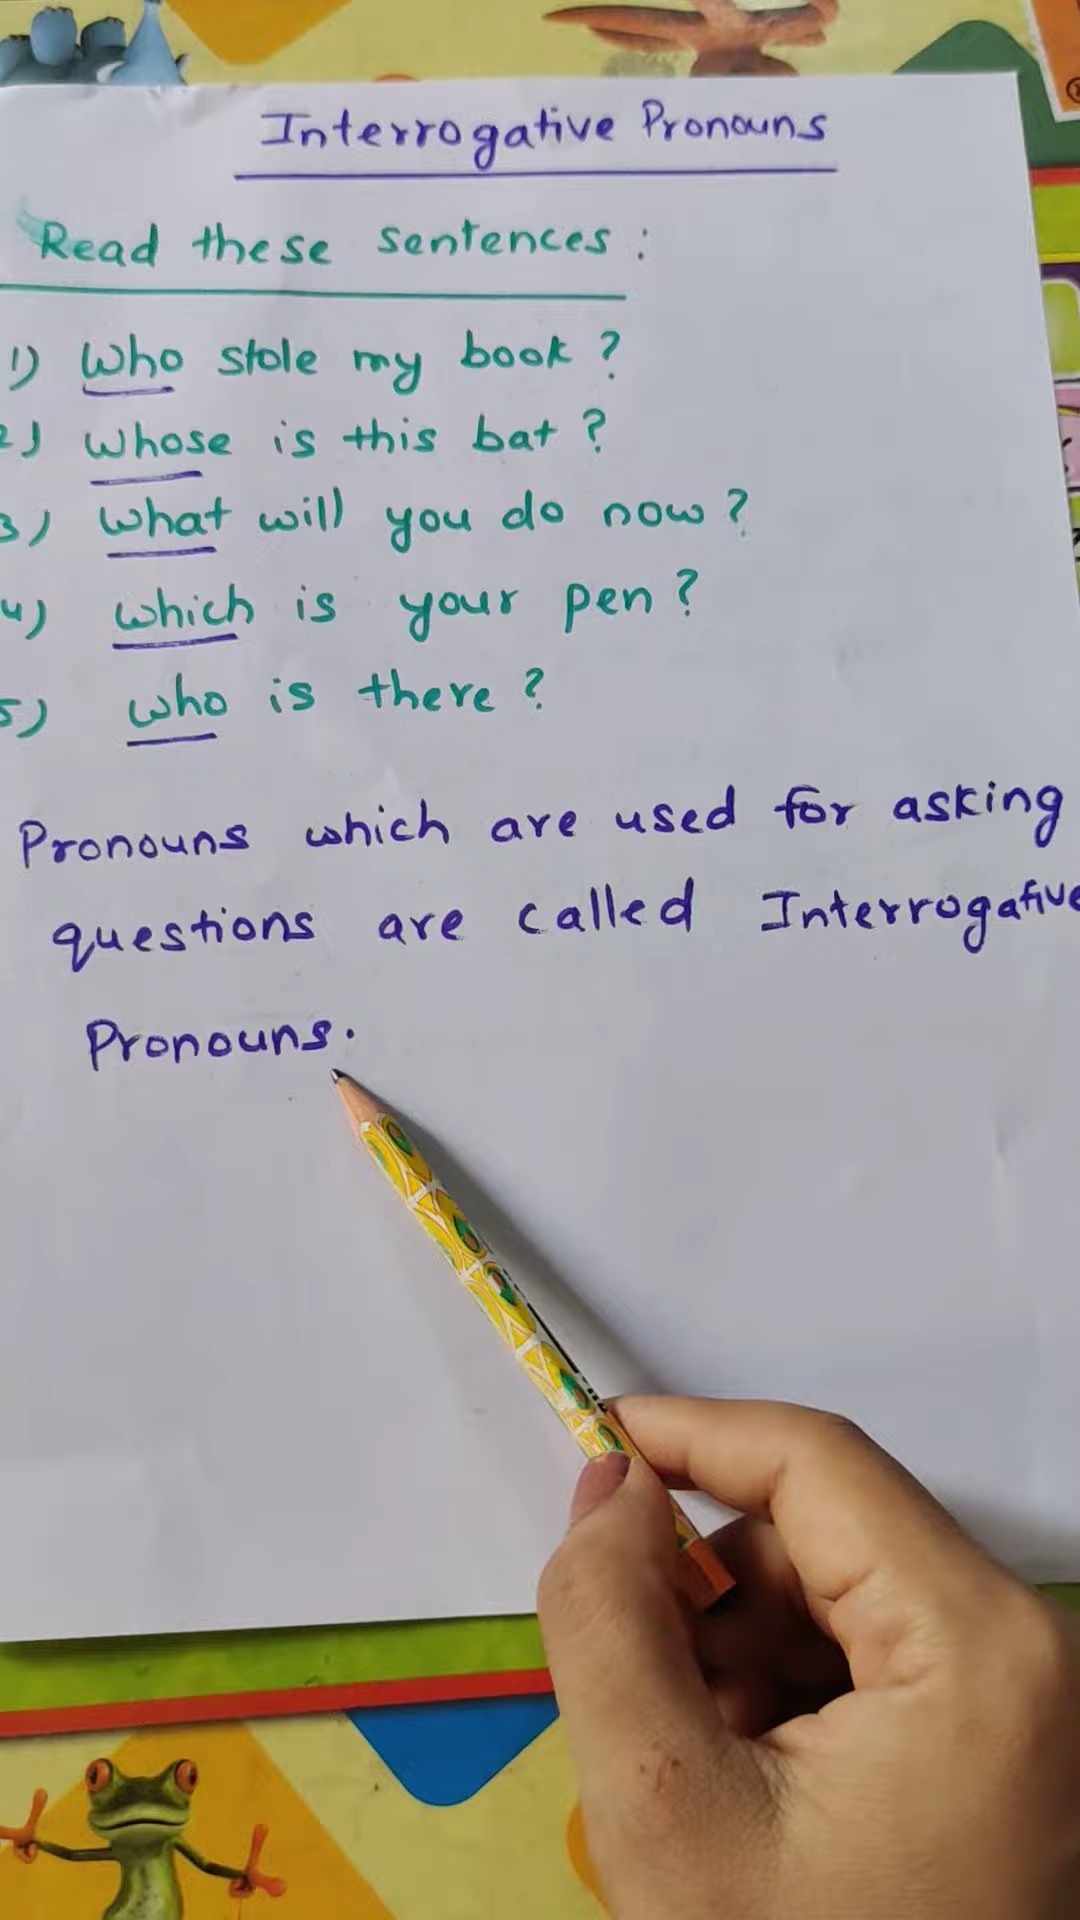 Interrogative Pronouns
Read these sentences :
1) Who stole my book ?
2) whose is this bat ?
3) what will you do now ?
4) which is your pen ?
5) who is there ?
Pronouns which are used for asking
questions are called Interrogative
Pronouns.